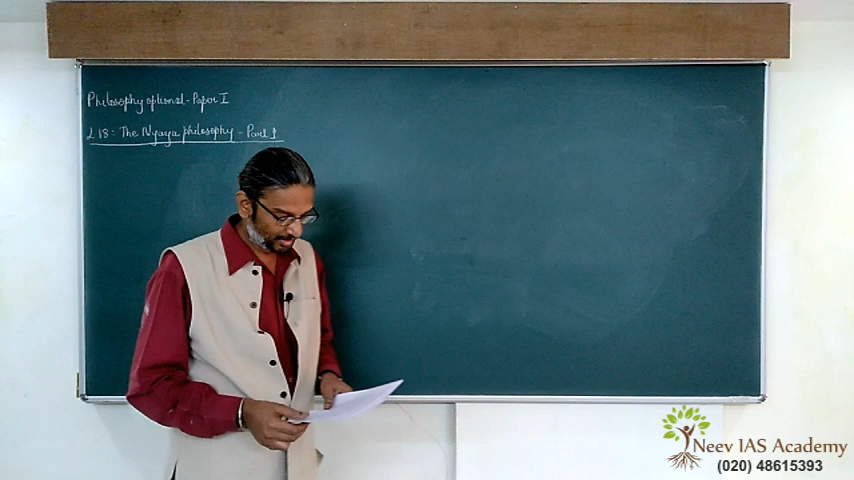 Philosophy optional - Paper I
L 18 : The Nyaya philosophy - Part 1
Neev IAS Academy
(020) 48615393